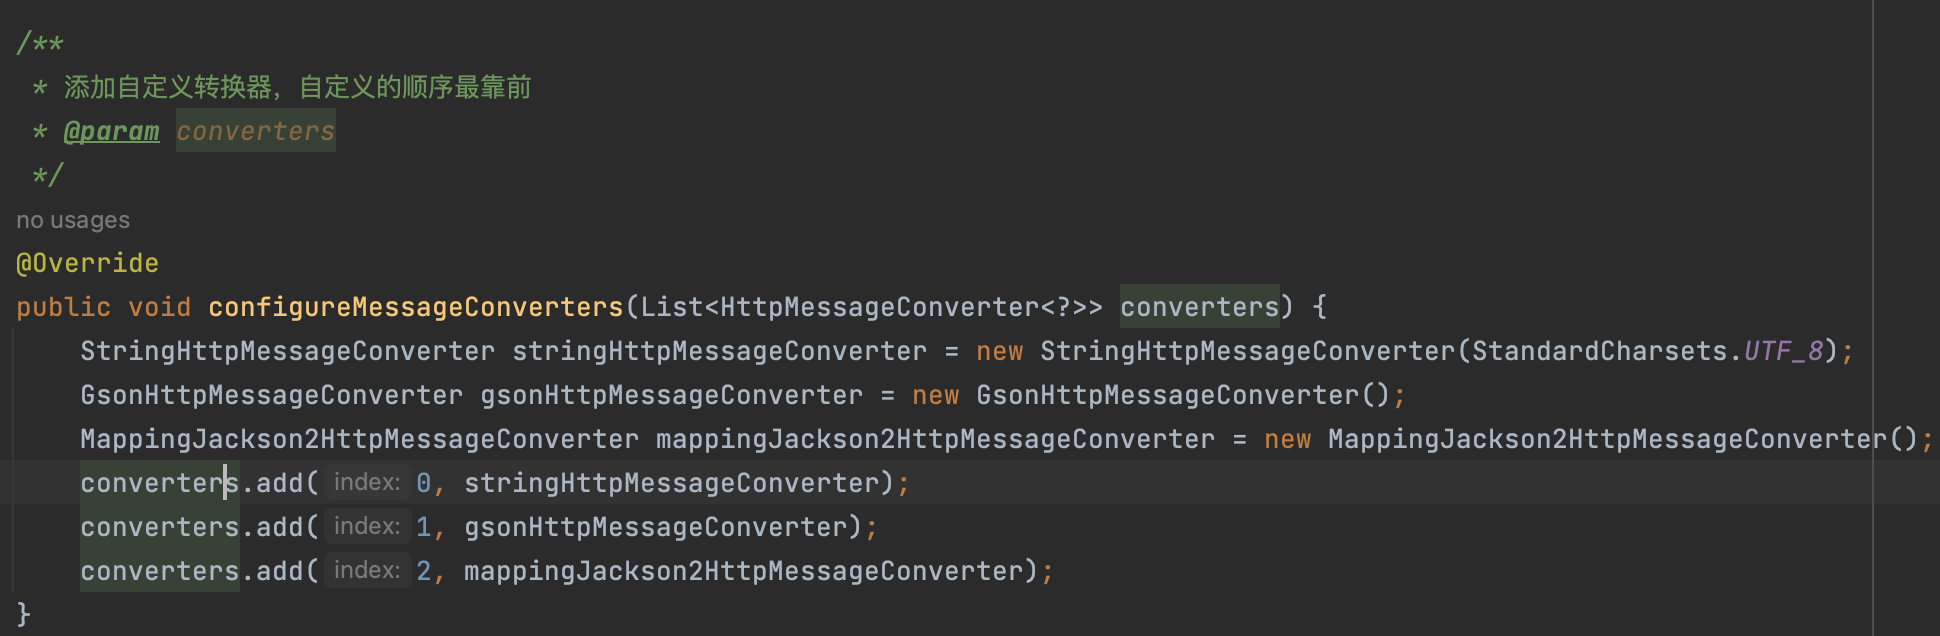 /**
 * 添加自定义转换器，自定义的顺序最靠前
 * @param converters
 */
no usages
@Override
public void configureMessageConverters(List<HttpMessageConverter<?>> converters) {
    StringHttpMessageConverter stringHttpMessageConverter = new StringHttpMessageConverter(StandardCharsets.UTF_8);
    GsonHttpMessageConverter gsonHttpMessageConverter = new GsonHttpMessageConverter();
    MappingJackson2HttpMessageConverter mappingJackson2HttpMessageConverter = new MappingJackson2HttpMessageConverter();
    converters.add( index: 0, stringHttpMessageConverter);
    converters.add( index: 1, gsonHttpMessageConverter);
    converters.add( index: 2, mappingJackson2HttpMessageConverter);
}